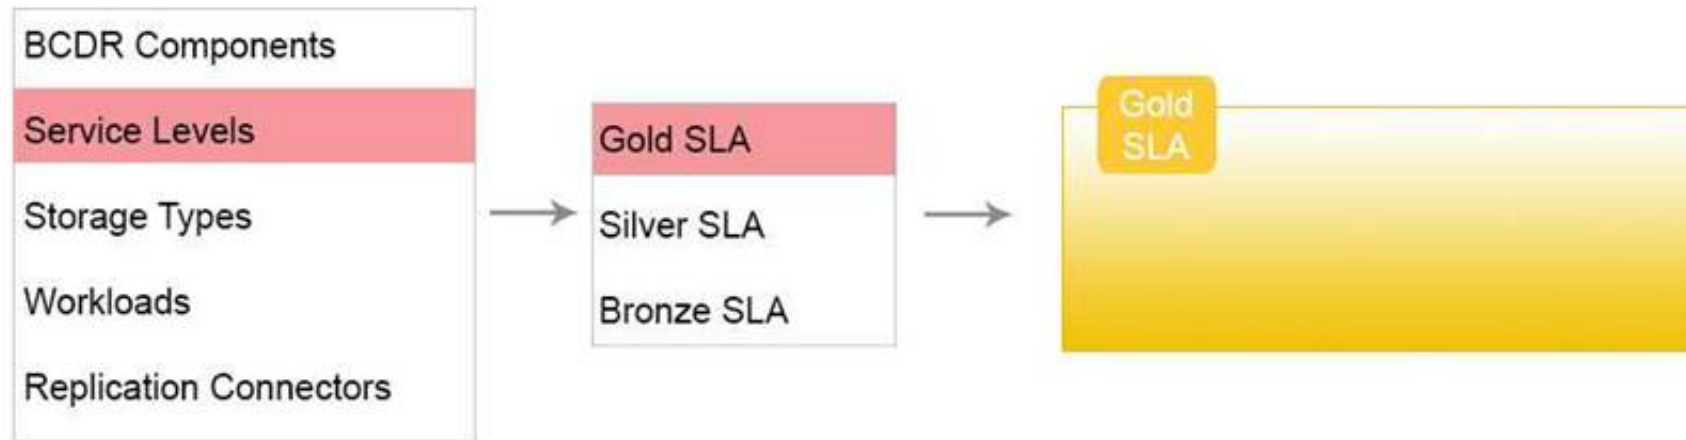 BCDR Components
Service Levels
Storage Types
Workloads
Replication Connectors
Gold SLA
Silver SLA
Bronze SLA
Gold
SLA